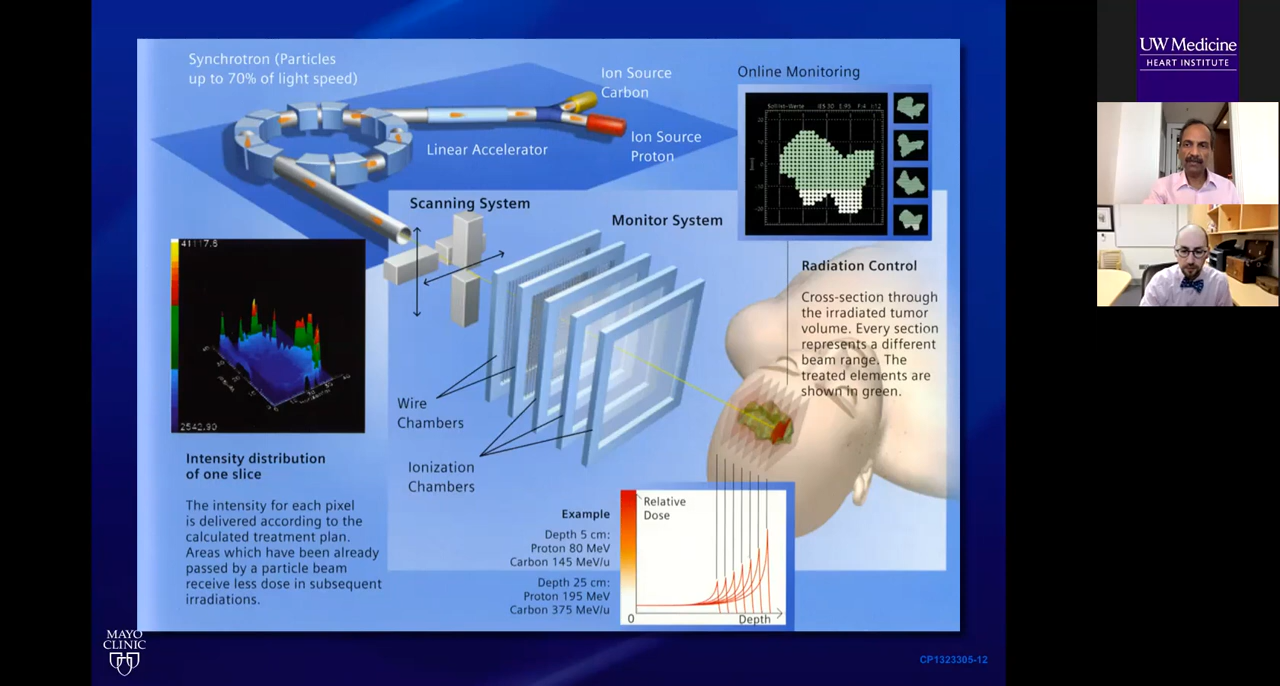 Synchrotron (Particles
up to 70% of light speed)
Ion Source
Carbon
Ion Source
Proton
Linear Accelerator
Online Monitoring
Scanning System
Monitor System
Radiation Control
Cross-section through
the irradiated tumor
volume. Every section
represents a different
beam range. The
treated elements are
shown in green.
41117.6
2542.90
Wire
Chambers
Ionization
Chambers
Intensity distribution
of one slice
The intensity for each pixel
is delivered according to the
calculated treatment plan.
Areas which have been already
passed by a particle beam
receive less dose in subsequent
irradiations.
Example
Depth 5 cm:
Proton 80 MeV
Carbon 145 MeV/u
Depth 25 cm:
Proton 195 MeV
Carbon 375 MeV/u
Relative
Dose
0
Depth
MAYO
CLINIC
CP1323305-12
UW Medicine
HEART INSTITUTE